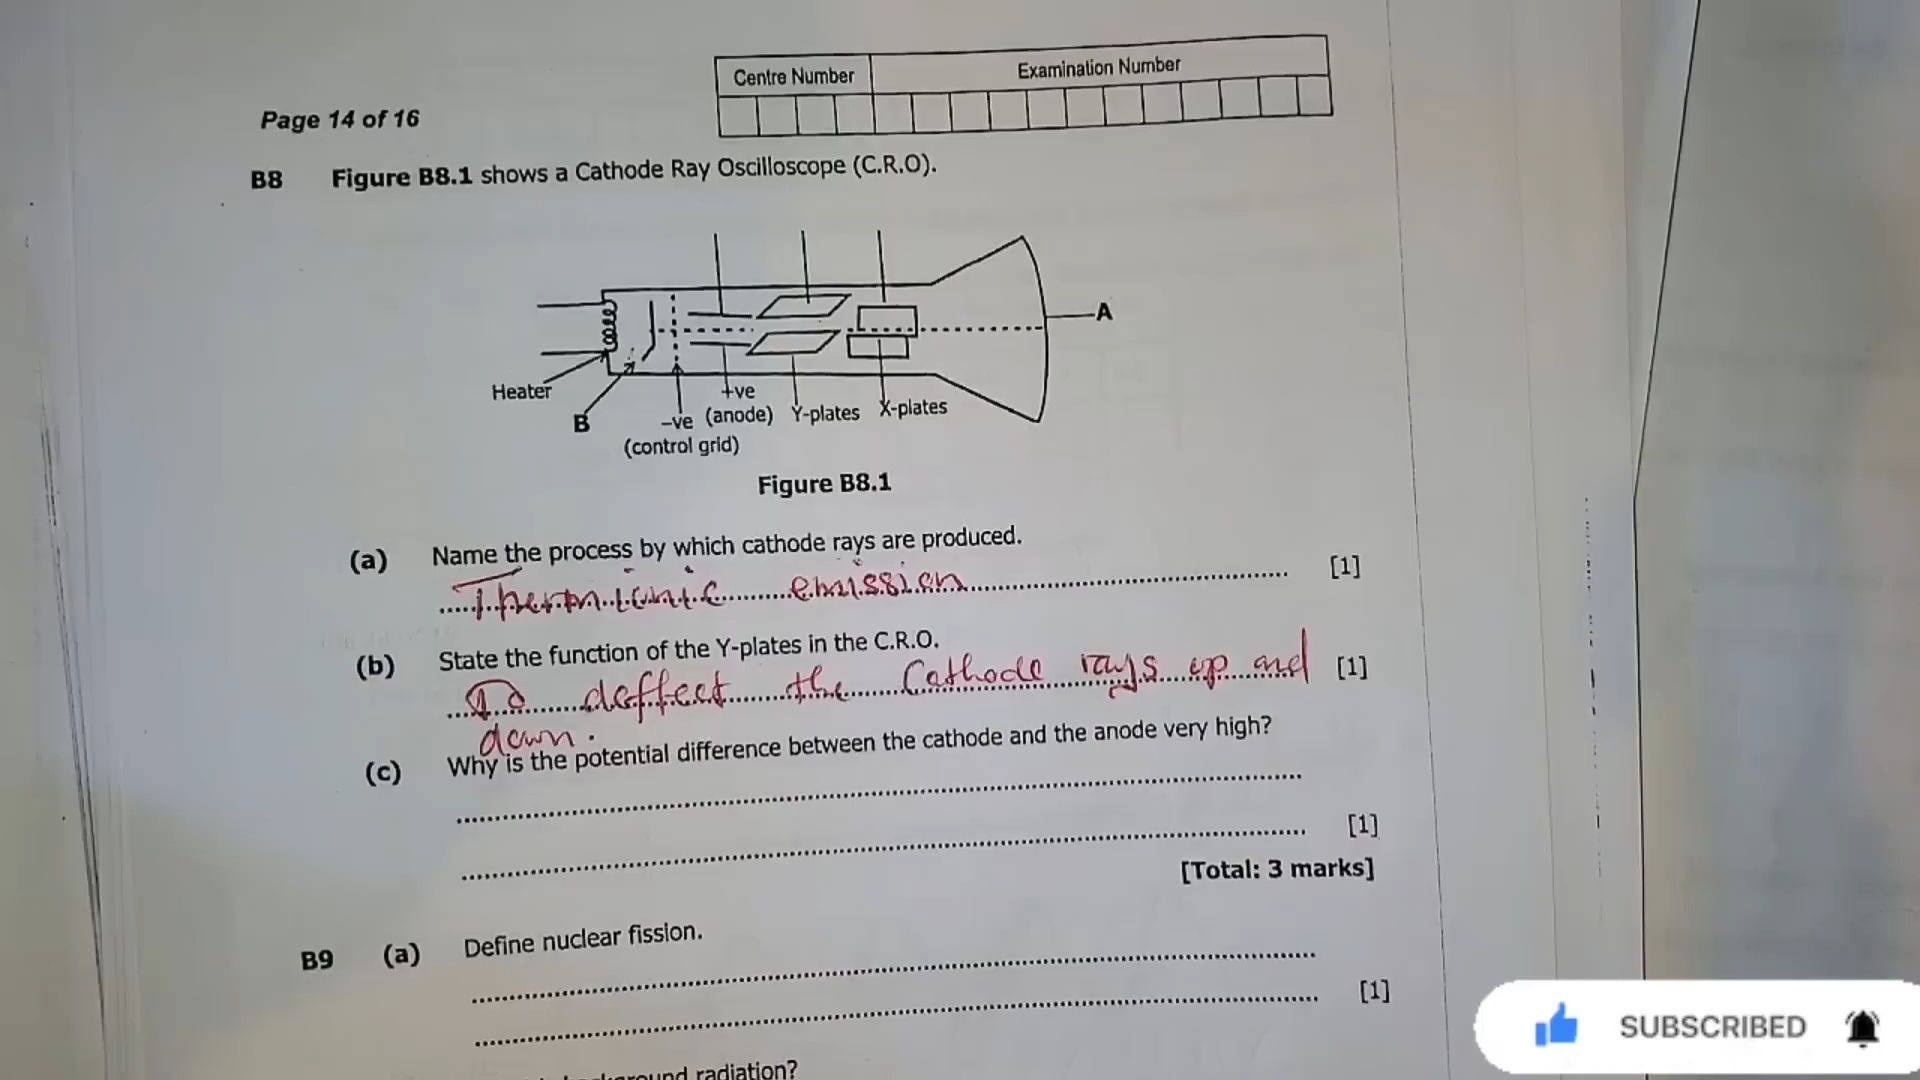 Centre Number Examination Number
Page 14 of 16
B8 Figure B8.1 shows a Cathode Ray Oscilloscope (C.R.O).
A
Heater
B
+ve
-ve (anode) Y-plates X-plates
(control grid)
Figure B8.1
(a) Name the process by which cathode rays are produced.
Thermionic emission [1]
(b) State the function of the Y-plates in the C.R.O.
To deflect the Cathode rays up and [1]
down.
(c) Why is the potential difference between the cathode and the anode very high?
[1]
[Total: 3 marks]
B9 (a) Define nuclear fission.
[1]
SUBSCRIBED
background radiation?